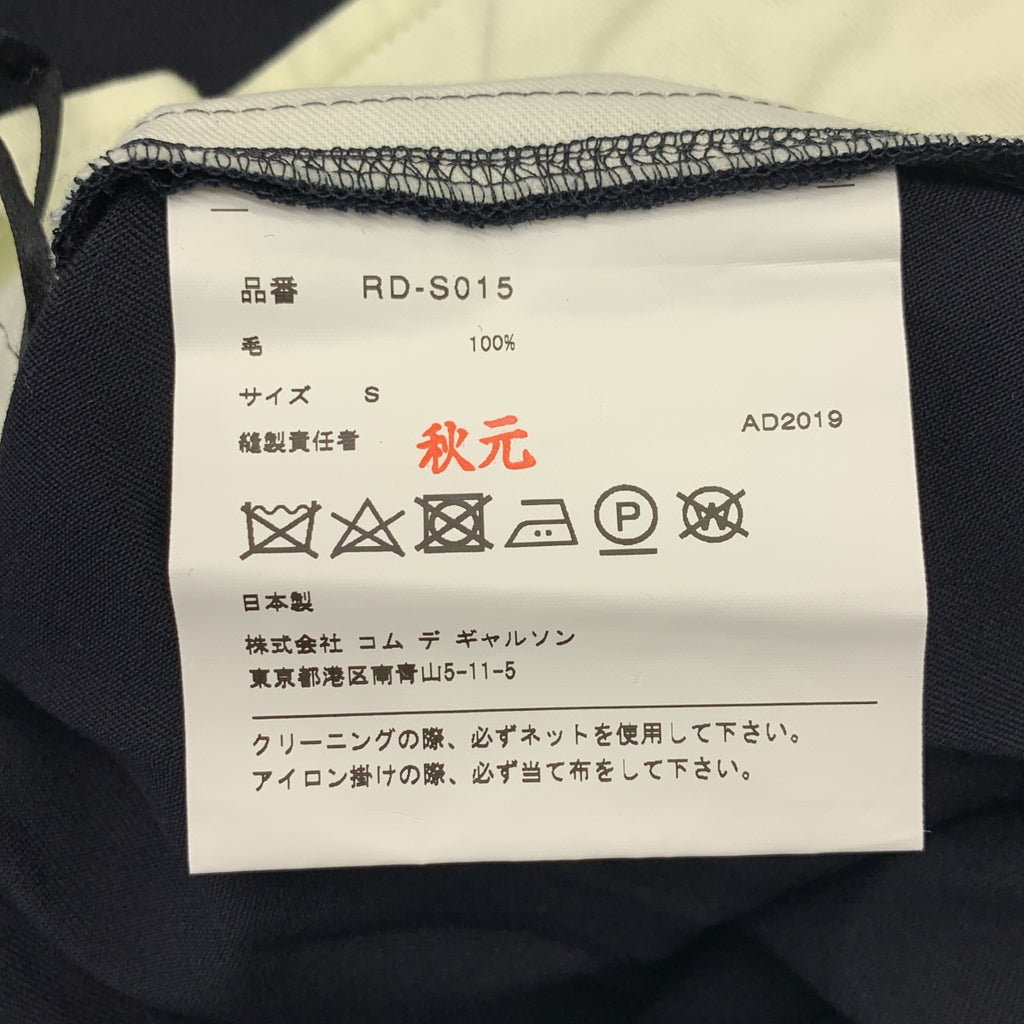 品番 RD-S015
毛 100%
サイズ S
縫製責任者 秋元 AD2019
P W
日本製
株式会社 コム デ ギャルソン
東京都港区南青山5-11-5
クリーニングの際、必ずネットを使用して下さい。
アイロン掛けの際、必ず当て布をして下さい。